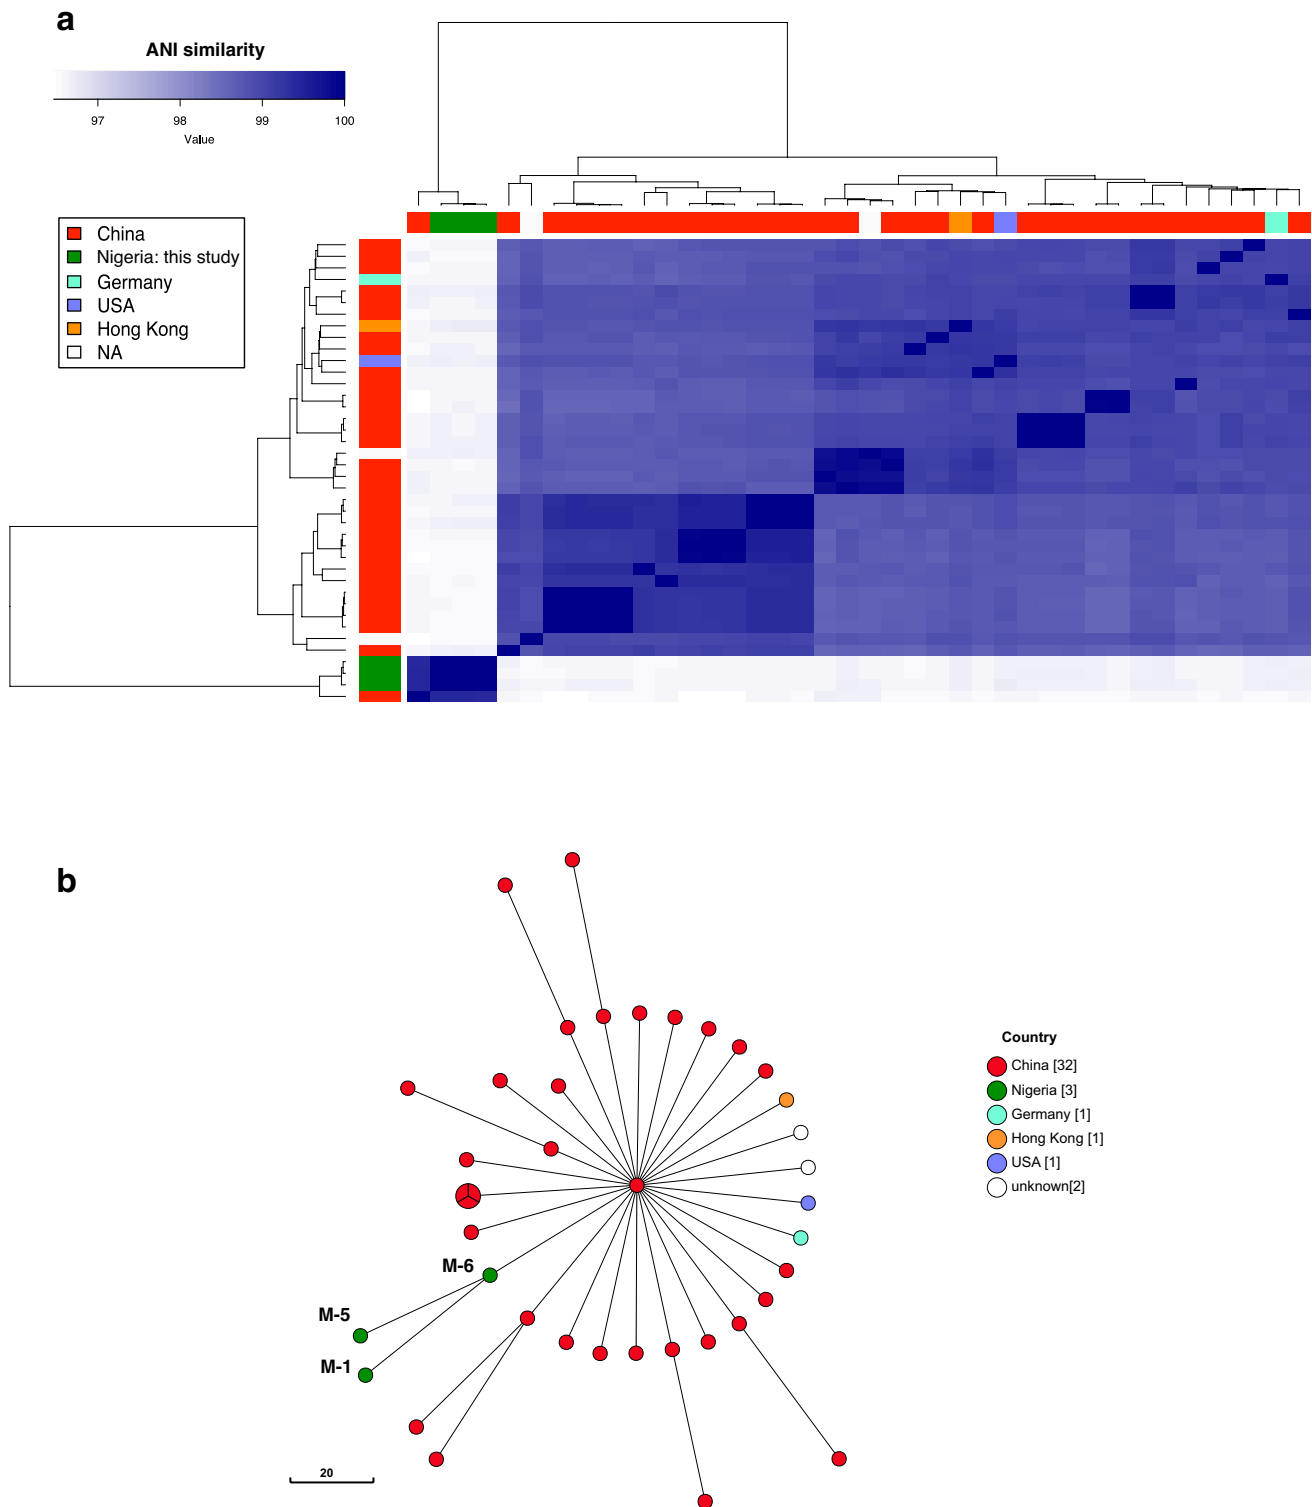 a
ANI similarity
97 98 99 100
Value
China
Nigeria: this study
Germany
USA
Hong Kong
NA
b
Country
China [32]
Nigeria [3]
Germany [1]
Hong Kong [1]
USA [1]
unknown[2]
M-6
M-5
M-1
20